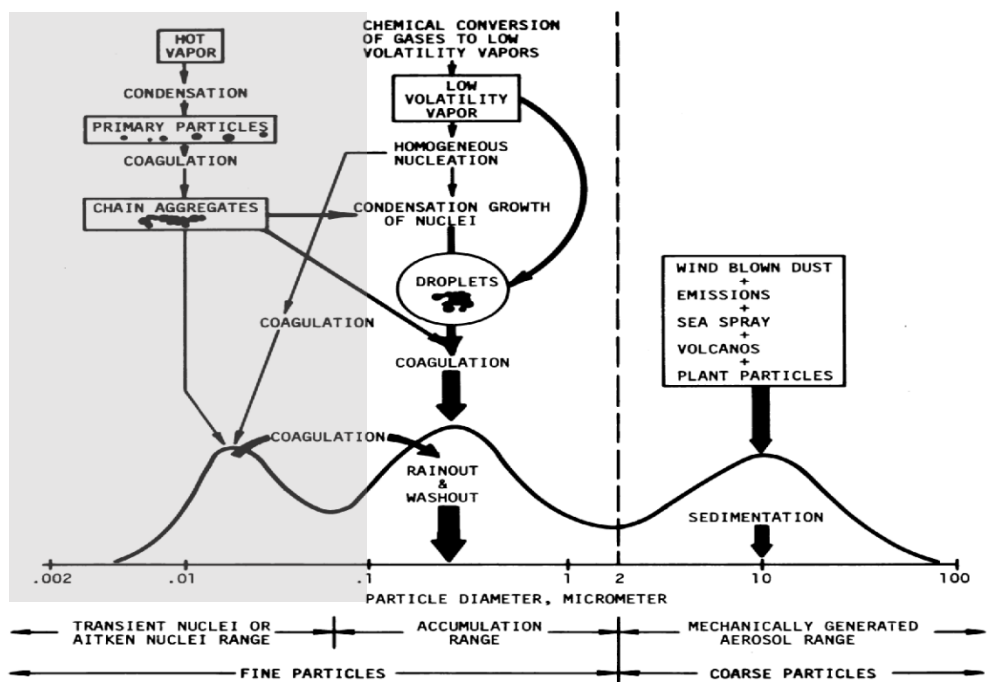 HOT
VAPOR
CONDENSATION
PRIMARY PARTICLES
COAGULATION
CHAIN AGGREGATES
CHEMICAL CONVERSION
OF GASES TO LOW
VOLATILITY VAPORS
LOW
VOLATILITY
VAPOR
HOMOGENEOUS
NUCLEATION
CONDENSATION GROWTH
OF NUCLEI
DROPLETS
COAGULATION
COAGULATION
COAGULATION
RAINOUT
&
WASHOUT
WIND BLOWN DUST
+
EMISSIONS
+
SEA SPRAY
+
VOLCANOS
+
PLANT PARTICLES
SEDIMENTATION
.002
.01
.1
1
2
10
100
PARTICLE DIAMETER, MICROMETER
TRANSIENT NUCLEI OR
AITKEN NUCLEI RANGE
ACCUMULATION
RANGE
MECHANICALLY GENERATED
AEROSOL RANGE
FINE PARTICLES
COARSE PARTICLES